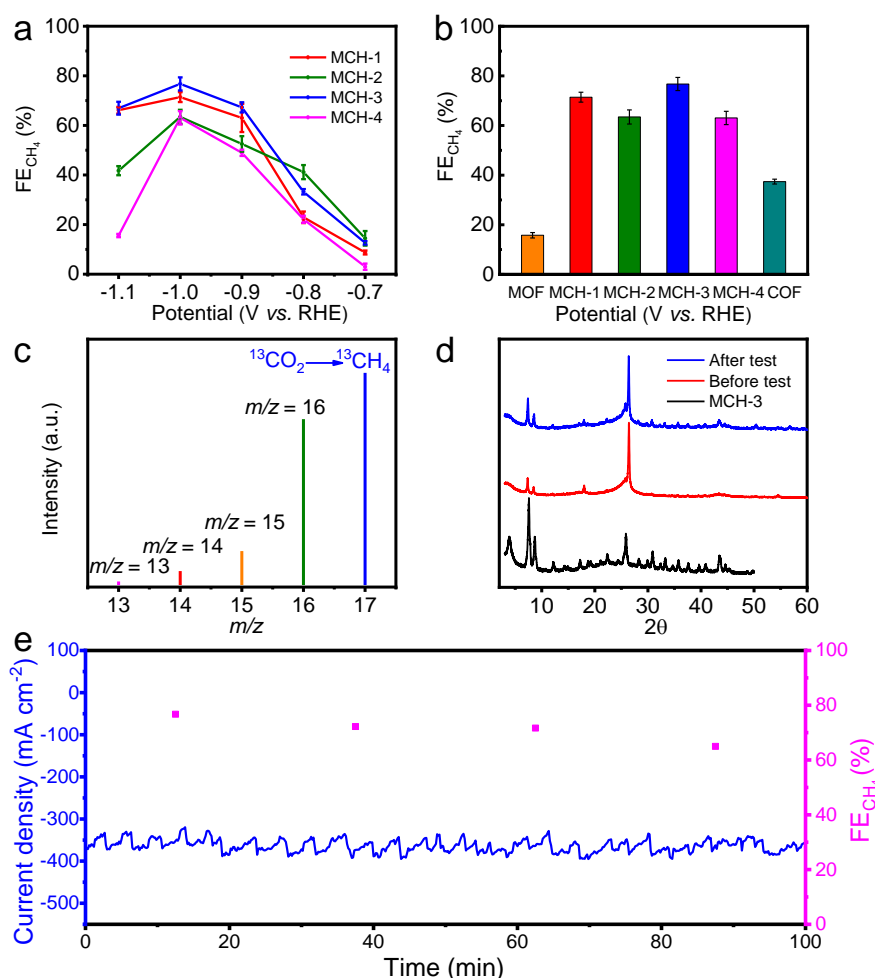 a
FE_CH4 (%)
100
80
60
40
20
0
MCH-1
MCH-2
MCH-3
MCH-4
-1.1 -1.0 -0.9 -0.8 -0.7
Potential (V vs. RHE)
b
FE_CH4 (%)
100
80
60
40
20
0
MOF MCH-1 MCH-2 MCH-3 MCH-4 COF
Potential (V vs. RHE)
c
Intensity (a.u.)
¹³CO₂ → ¹³CH₄
m/z = 16
m/z = 15
m/z = 14
m/z = 13
13 14 15 16 17
m/z
d
After test
Before test
MCH-3
10 20 30 40 50 60
2θ
e
Current density (mA cm⁻²)
100
0
-100
-200
-300
-400
-500
100
80
60
40
20
0
FE_CH4 (%)
0 20 40 60 80 100
Time (min)